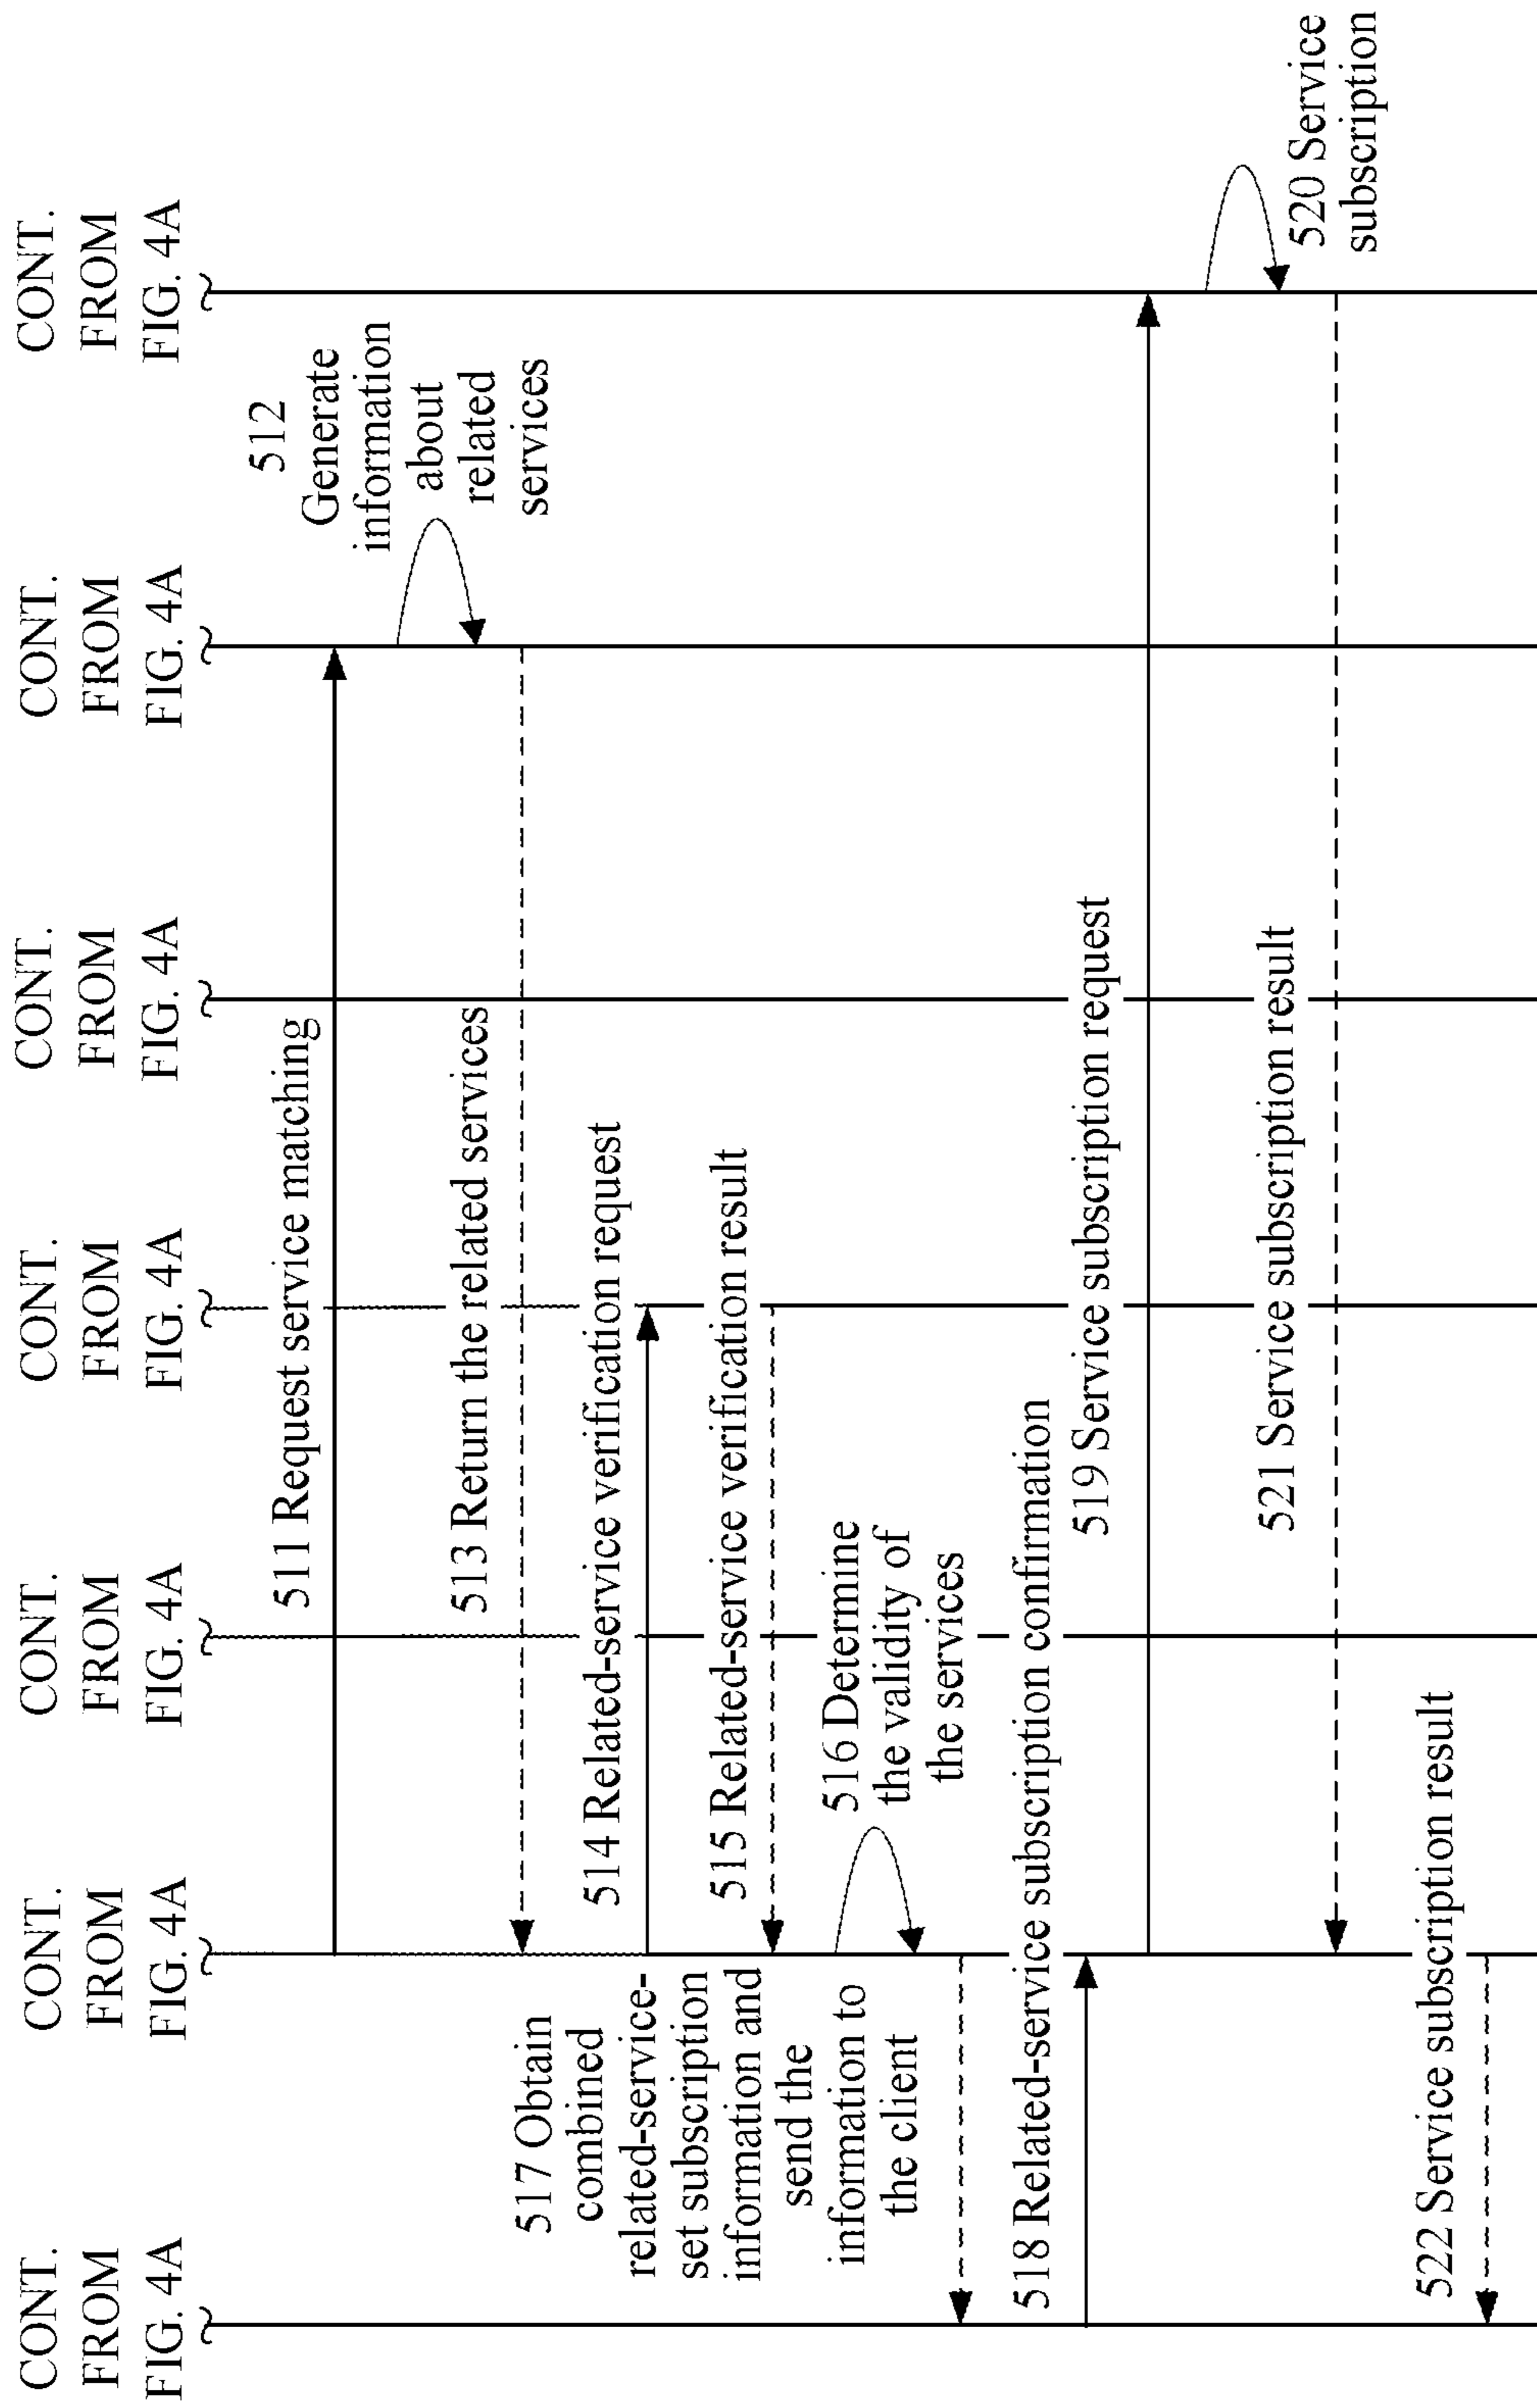 CONT.
FROM
FIG. 4A
CONT.
FROM
FIG. 4A
CONT.
FROM
FIG. 4A
CONT.
FROM
FIG. 4A
CONT.
FROM
FIG. 4A
CONT.
FROM
FIG. 4A
CONT.
FROM
FIG. 4A
511 Request service matching
512
Generate
information
about
related
services
513 Return the related services
514 Related-service verification request
515 Related-service verification result
516 Determine
the validity of
the services
517 Obtain
combined
related-service-
set subscription
information and
send the
information to
the client
518 Related-service subscription confirmation
519 Service subscription request
520 Service
subscription
521 Service subscription result
522 Service subscription result